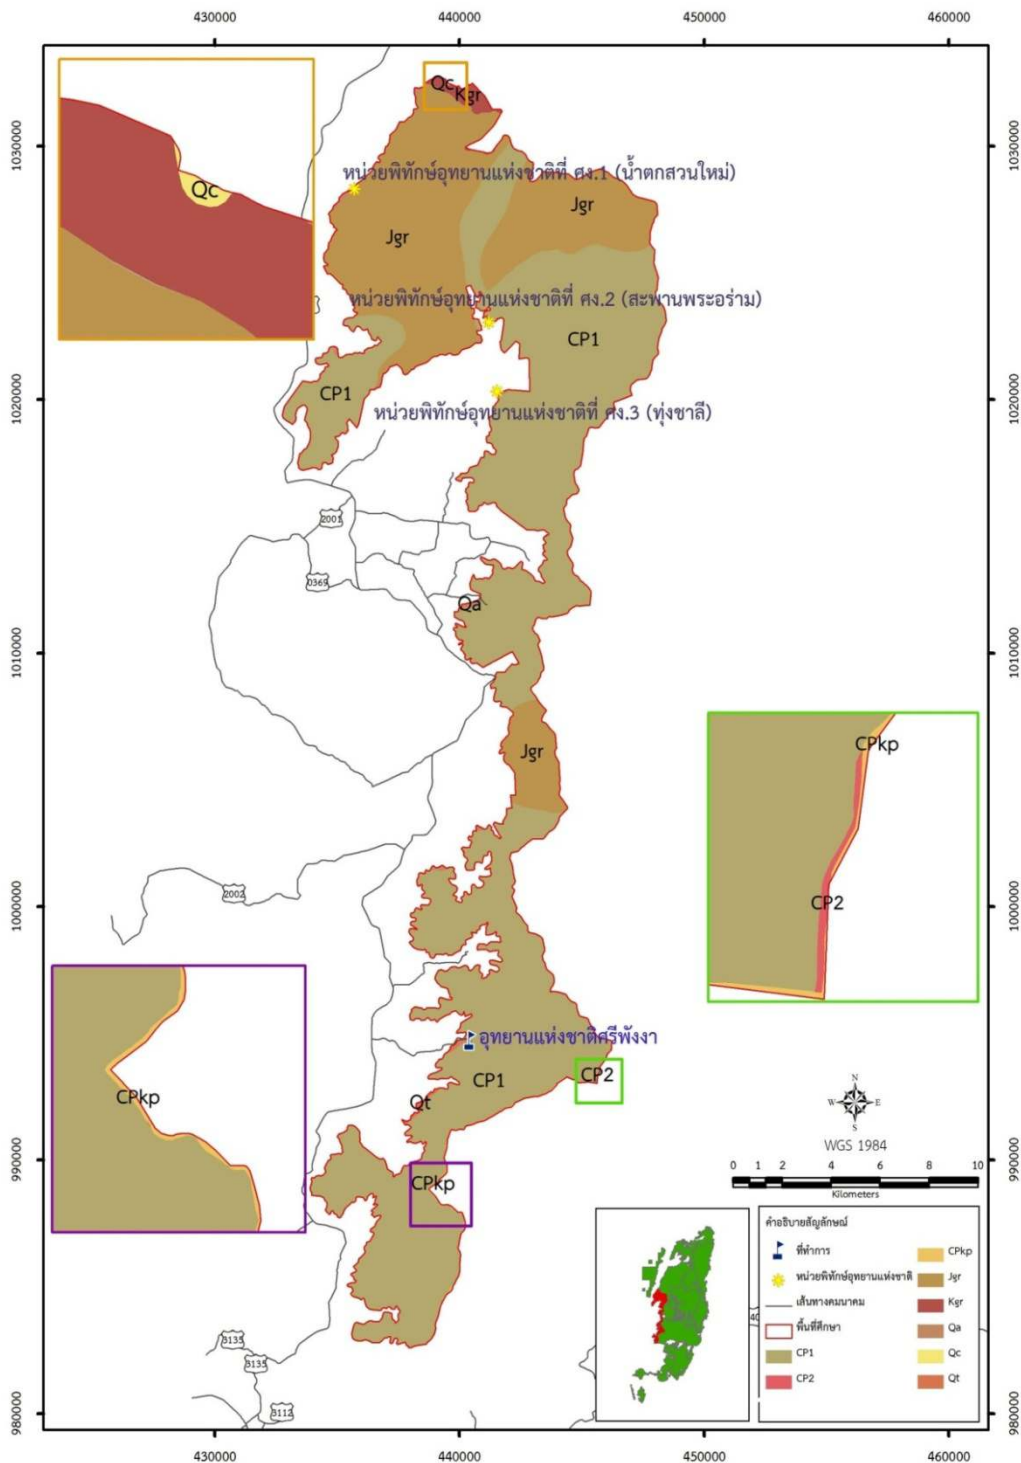 430000
440000
450000
460000
Qc
Kgr
Qc
1030000
1030000
หน่วยพิทักษ์อุทยานแห่งชาติที่ ศง.1 (น้ำตกสวนใหม่)
Jgr
Jgr
หน่วยพิทักษ์อุทยานแห่งชาติที่ ศง.2 (สะพานพระอร่าม)
CP1
CP1
1020000
1020000
หน่วยพิทักษ์อุทยานแห่งชาติที่ ศง.3 (ทุ่งชาลี)
2001
0369
Qa
1010000
1010000
CPkp
Jgr
2002
CP2
1000000
1000000
อุทยานแห่งชาติศรีพังงา
CP1
CP2
CPkp
Qt
N
W
E
S
WGS 1984
990000
990000
CPkp
0 1 2 4 6 8 10
Kilometers
คำอธิบายสัญลักษณ์
ที่ทำการ
หน่วยพิทักษ์อุทยานแห่งชาติ
เส้นทางคมนาคม
พื้นที่ศึกษา
CP1
CP2
CPkp
Jgr
Kgr
Qa
Qc
Qt
40
3135
3135
3112
980000
980000
430000
440000
450000
460000